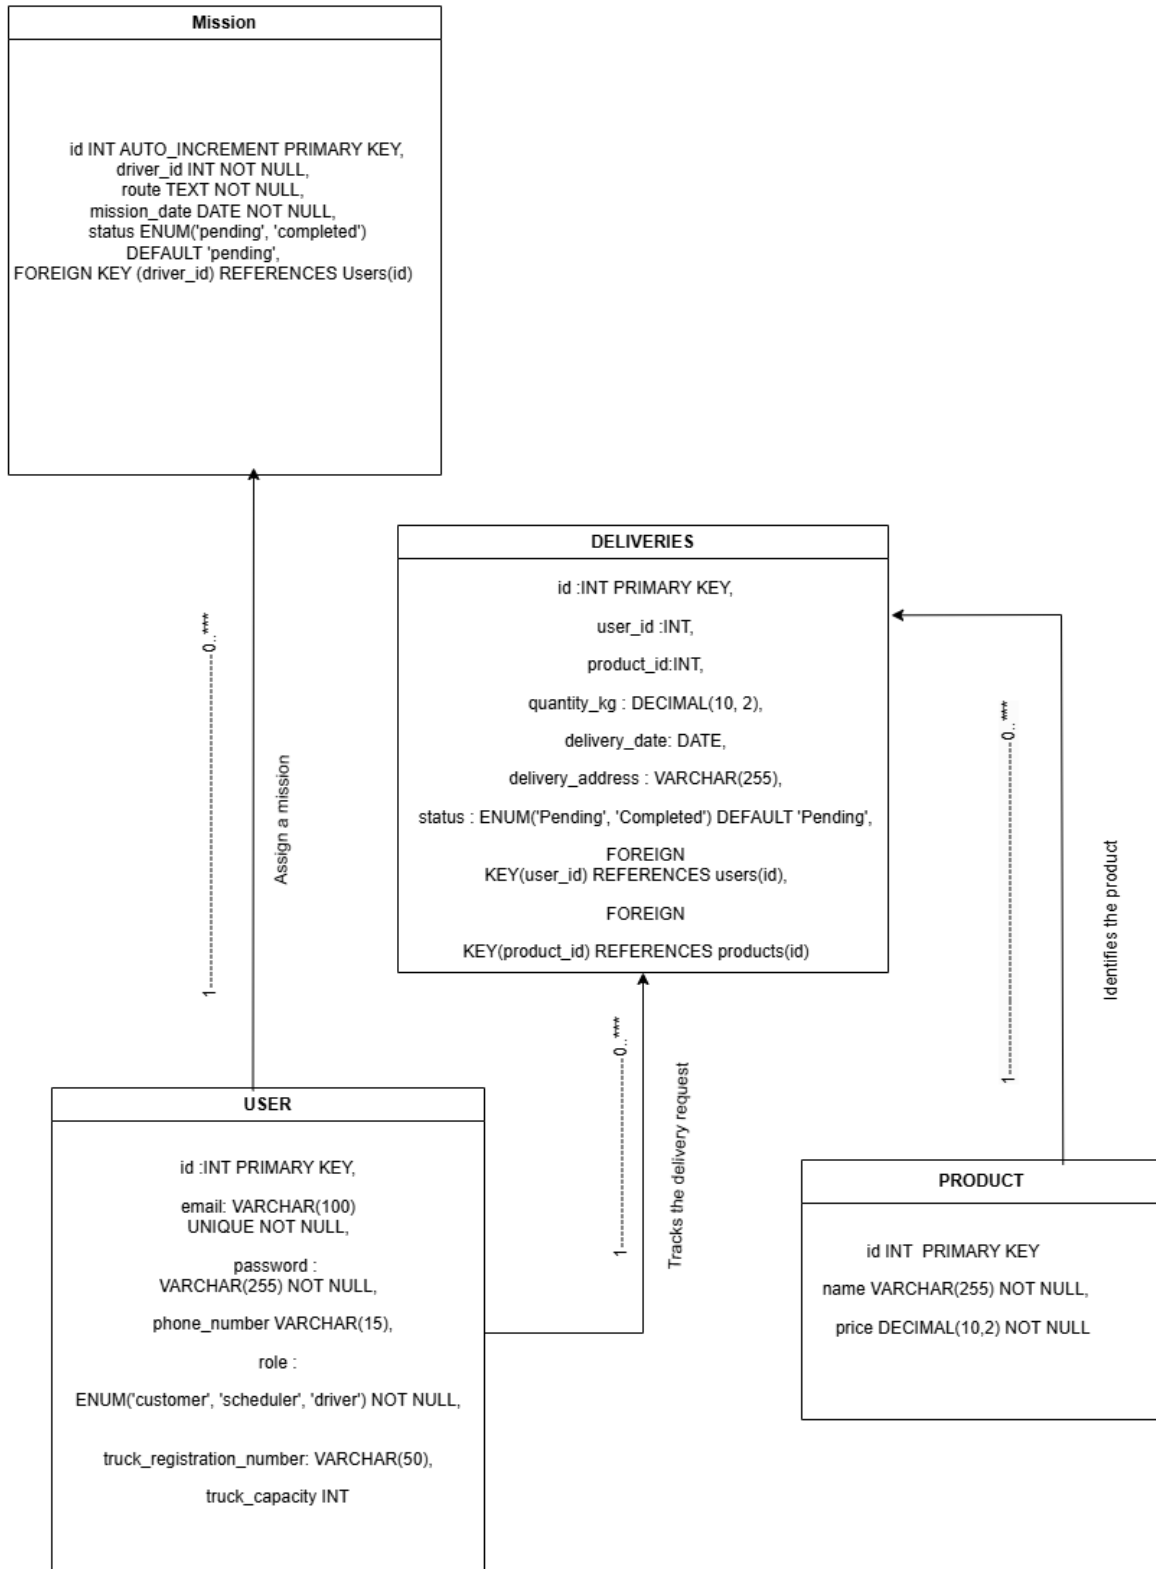 Mission
id INT AUTO_INCREMENT PRIMARY KEY,
driver_id INT NOT NULL,
route TEXT NOT NULL,
mission_date DATE NOT NULL,
status ENUM('pending', 'completed')
DEFAULT 'pending',
FOREIGN KEY (driver_id) REFERENCES Users(id)
1-----------------------------------0..***
Assign a mission
DELIVERIES
id :INT PRIMARY KEY,
user_id :INT,
product_id:INT,
quantity_kg : DECIMAL(10, 2),
delivery_date: DATE,
delivery_address : VARCHAR(255),
status : ENUM('Pending', 'Completed') DEFAULT 'Pending',
FOREIGN
KEY(user_id) REFERENCES users(id),
FOREIGN
KEY(product_id) REFERENCES products(id)
1---------------------0..***
Tracks the delivery request
1-----------------------------------0..***
Identifies the product
USER
id :INT PRIMARY KEY,
email: VARCHAR(100)
UNIQUE NOT NULL,
password :
VARCHAR(255) NOT NULL,
phone_number VARCHAR(15),
role :
ENUM('customer', 'scheduler', 'driver') NOT NULL,
truck_registration_number: VARCHAR(50),
truck_capacity INT
PRODUCT
id INT  PRIMARY KEY
name VARCHAR(255) NOT NULL,
price DECIMAL(10,2) NOT NULL